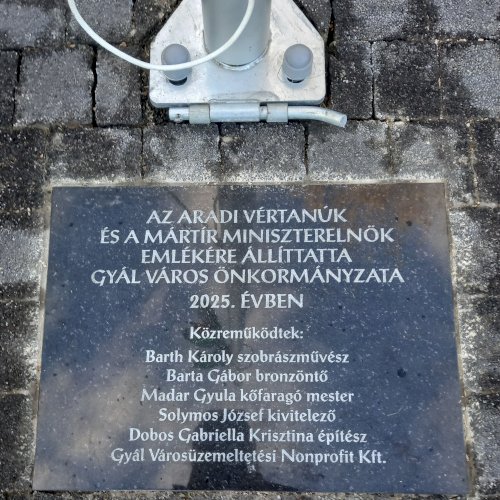 AZ ARADI VÉRTANÚK
ÉS A MÁRTÍR MINISZTERELNÖK
EMLÉKÉRE ÁLLÍTTATTA
GYÁL VÁROS ÖNKORMÁNYZATA
2025. ÉVBEN
Közreműködtek:
Barth Károly szobrászművész
Barta Gábor bronzöntő
Madar Gyula kőfaragó mester
Solymos József kivitelező
Dobos Gabriella Krisztina építész
Gyál Városüzemeltetési Nonprofit Kft.